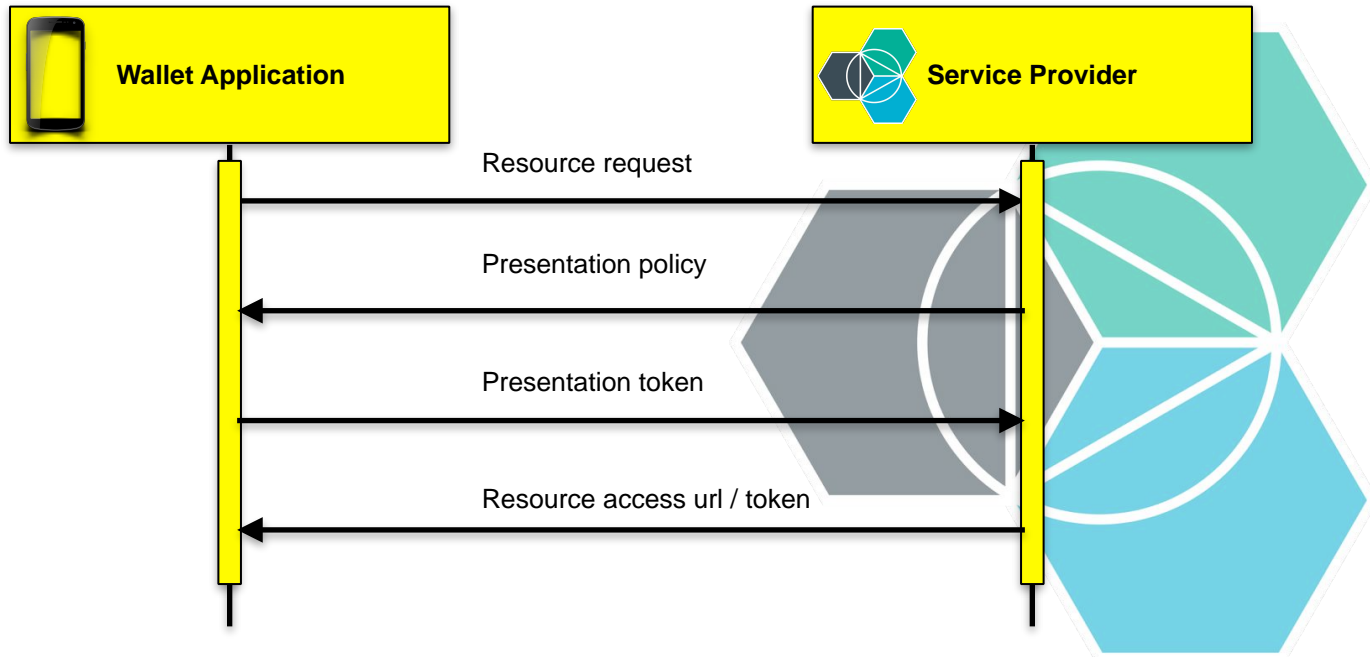 Wallet Application
Service Provider
Resource request
Presentation policy
Presentation token
Resource access url / token